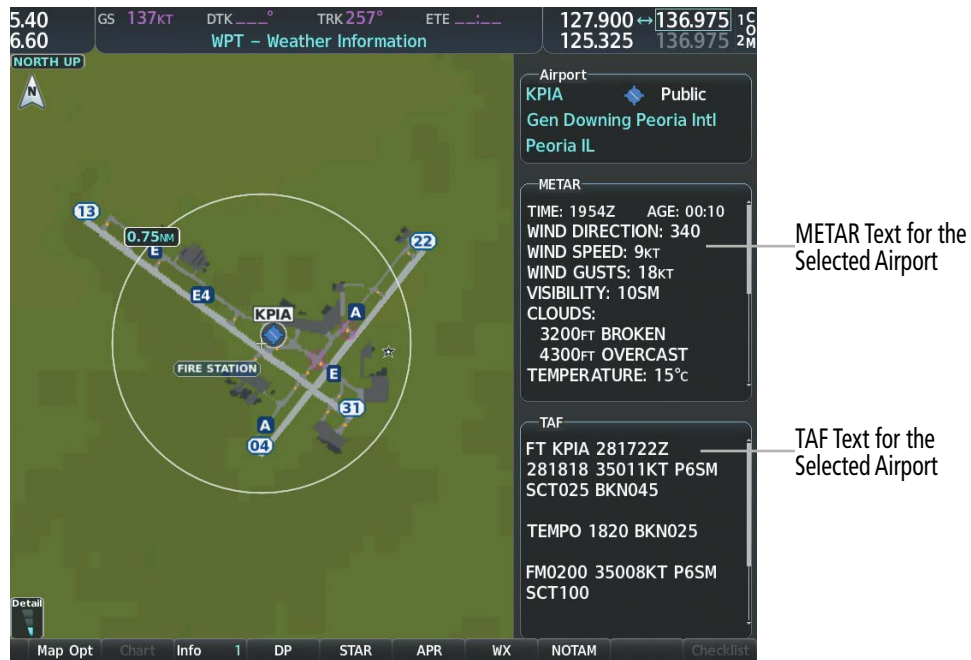 5.40
6.60
GS 137KT DTK ___° TRK 257° ETE __:__
WPT – Weather Information
127.900 ↔ 136.975 1
125.325 136.975 2
COM
NORTH UP
N
13
0.75NM
E
22
E4
KPIA
A
FIRE STATION
E
31
A
04
Detail
Airport
KPIA Public
Gen Downing Peoria Intl
Peoria IL
METAR
TIME: 1954Z AGE: 00:10
WIND DIRECTION: 340
WIND SPEED: 9KT
WIND GUSTS: 18KT
VISIBILITY: 10SM
CLOUDS:
3200FT BROKEN
4300FT OVERCAST
TEMPERATURE: 15°C
TAF
FT KPIA 281722Z
281818 35011KT P6SM
SCT025 BKN045
TEMPO 1820 BKN025
FM0200 35008KT P6SM
SCT100
METAR Text for the
Selected Airport
TAF Text for the
Selected Airport
Map Opt Chart Info 1 DP STAR APR WX NOTAM Checklist